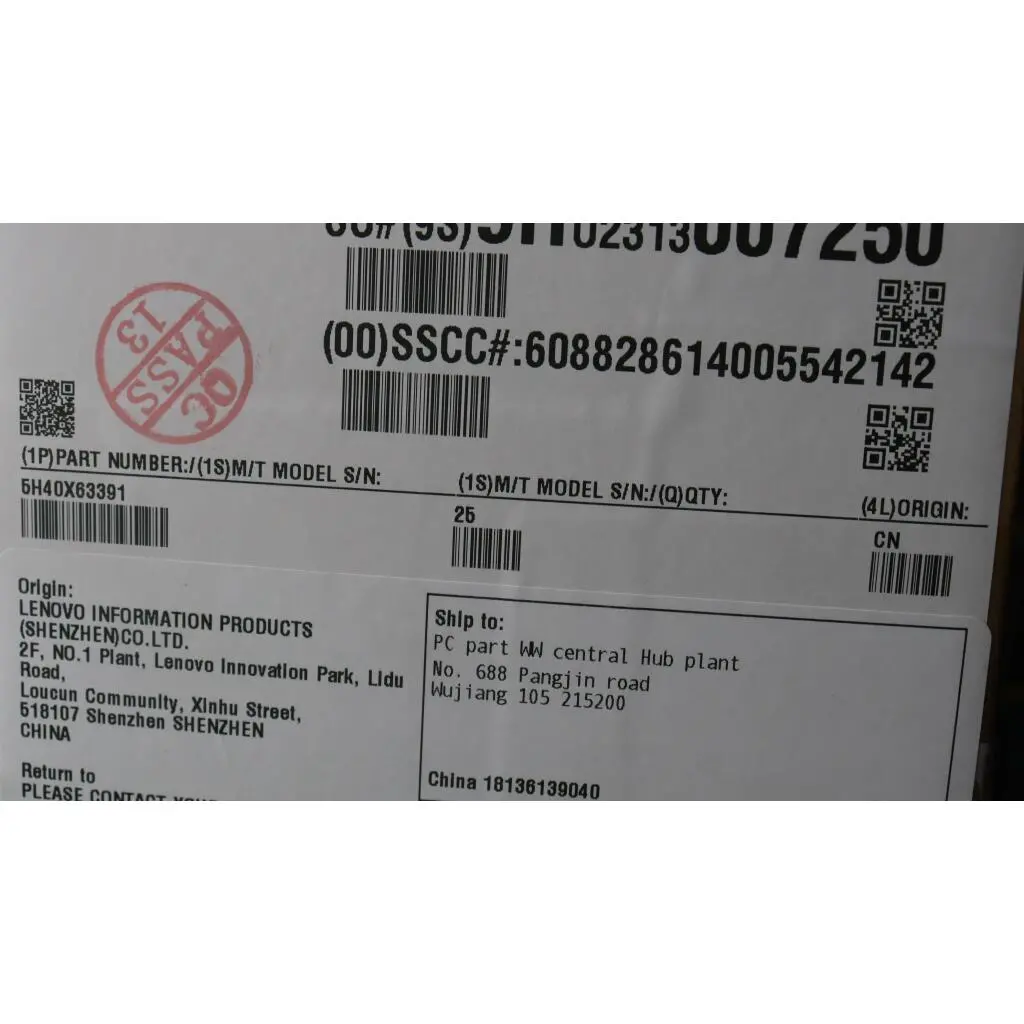 (00)SSCC#:608828614005542142
13
PASS
QC
(1P)PART NUMBER:/(1S)M/T MODEL S/N:
(1S)M/T MODEL S/N:/(Q)QTY:
(4L)ORIGIN:
5H40X63391
25
CN
Origin:
LENOVO INFORMATION PRODUCTS
(SHENZHEN)CO.LTD.
2F, NO.1 Plant, Lenovo Innovation Park, Lidu
Road,
Loucun Community, Xinhu Street,
518107 Shenzhen SHENZHEN
CHINA
Ship to:
PC part WW central Hub plant
No. 688 Pangjin road
Wujiang 105 215200
China 18136139040
Return to
PLEASE CONTACT